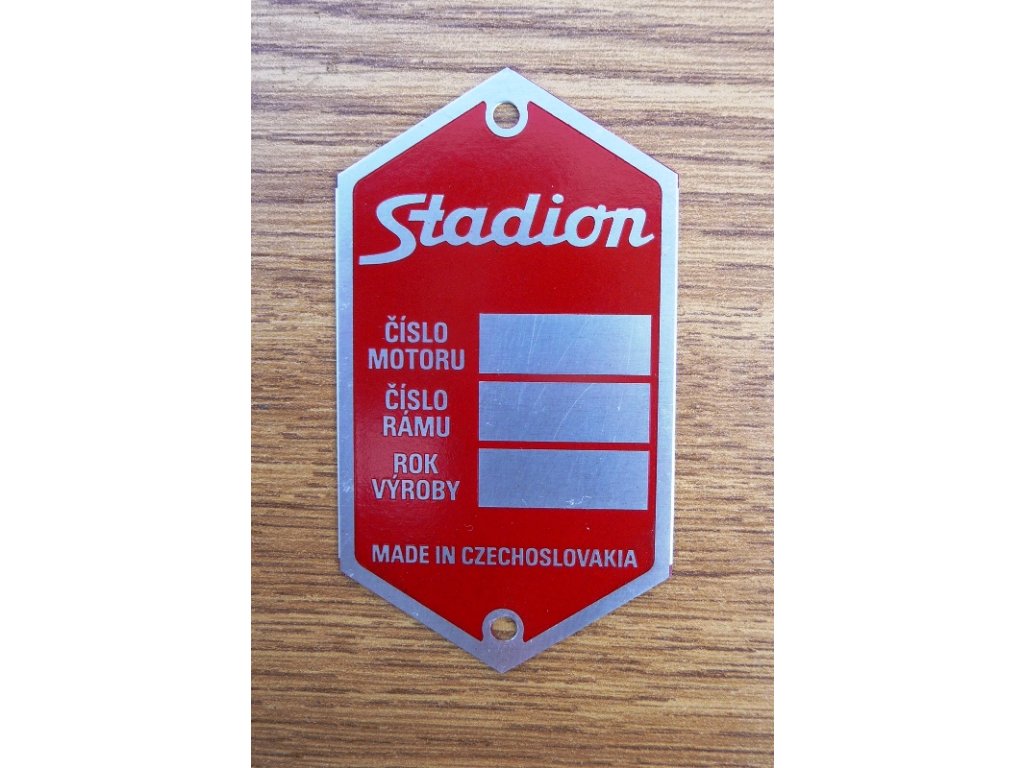 Stadion
ČÍSLO
MOTORU
ČÍSLO
RÁMU
ROK
VÝROBY
MADE IN CZECHOSLOVAKIA